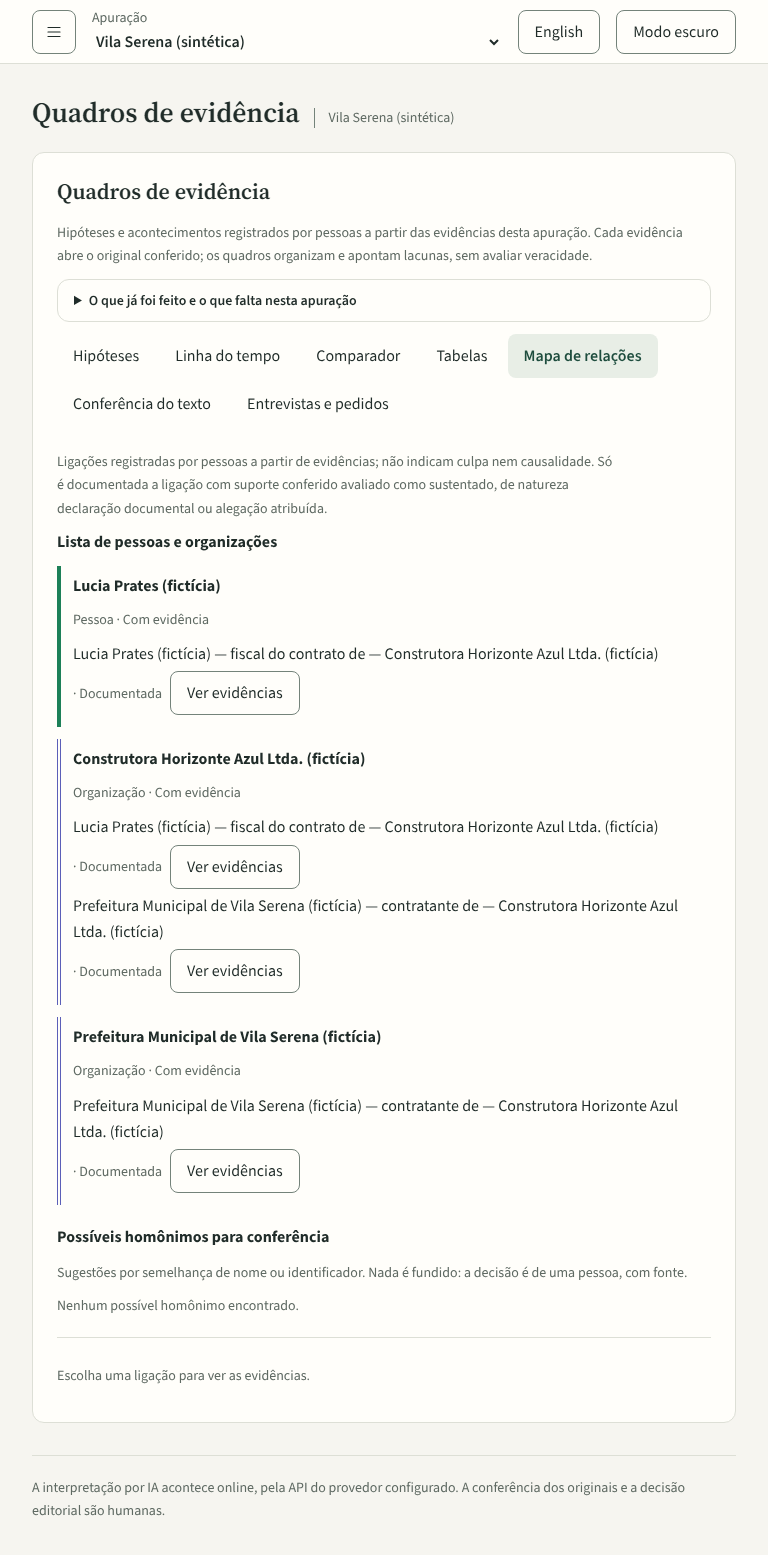 ☰
Apuração
Vila Serena (sintética)
English
Modo escuro
Quadros de evidência
Vila Serena (sintética)
Quadros de evidência
Hipóteses e acontecimentos registrados por pessoas a partir das evidências desta apuração. Cada evidência
abre o original conferido; os quadros organizam e apontam lacunas, sem avaliar veracidade.
▶ O que já foi feito e o que falta nesta apuração
Hipóteses
Linha do tempo
Comparador
Tabelas
Mapa de relações
Conferência do texto
Entrevistas e pedidos
Ligações registradas por pessoas a partir de evidências; não indicam culpa nem causalidade. Só
é documentada a ligação com suporte conferido avaliado como sustentado, de natureza
declaração documental ou alegação atribuída.
Lista de pessoas e organizações
Lucia Prates (fictícia)
Pessoa · Com evidência
Lucia Prates (fictícia) — fiscal do contrato de — Construtora Horizonte Azul Ltda. (fictícia)
· Documentada
Ver evidências
Construtora Horizonte Azul Ltda. (fictícia)
Organização · Com evidência
Lucia Prates (fictícia) — fiscal do contrato de — Construtora Horizonte Azul Ltda. (fictícia)
· Documentada
Ver evidências
Prefeitura Municipal de Vila Serena (fictícia) — contratante de — Construtora Horizonte Azul
Ltda. (fictícia)
· Documentada
Ver evidências
Prefeitura Municipal de Vila Serena (fictícia)
Organização · Com evidência
Prefeitura Municipal de Vila Serena (fictícia) — contratante de — Construtora Horizonte Azul
Ltda. (fictícia)
· Documentada
Ver evidências
Possíveis homônimos para conferência
Sugestões por semelhança de nome ou identificador. Nada é fundido: a decisão é de uma pessoa, com fonte.
Nenhum possível homônimo encontrado.
Escolha uma ligação para ver as evidências.
A interpretação por IA acontece online, pela API do provedor configurado. A conferência dos originais e a decisão
editorial são humanas.